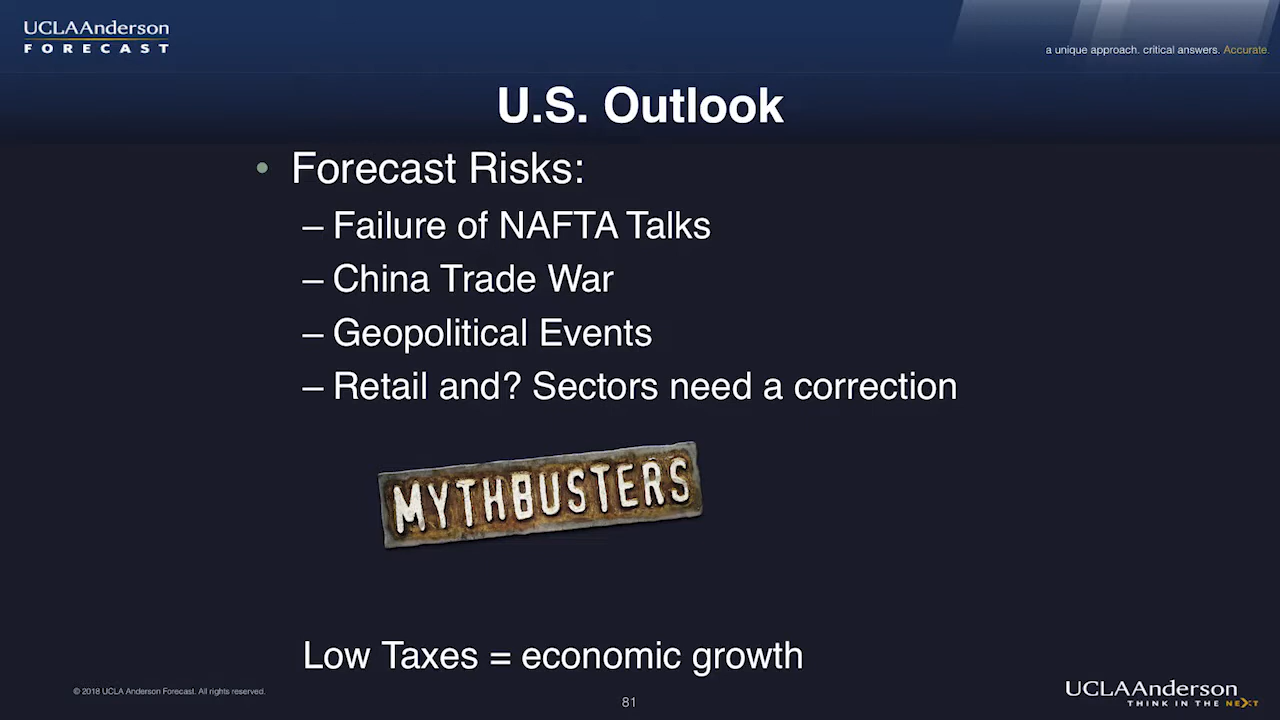 UCLAAnderson
FORECAST
a unique approach. critical answers. Accurate.
U.S. Outlook
• Forecast Risks:
– Failure of NAFTA Talks
– China Trade War
– Geopolitical Events
– Retail and? Sectors need a correction
MYTHBUSTERS
Low Taxes = economic growth
© 2018 UCLA Anderson Forecast. All rights reserved.
81
UCLAAnderson
THINK IN THE NEXT